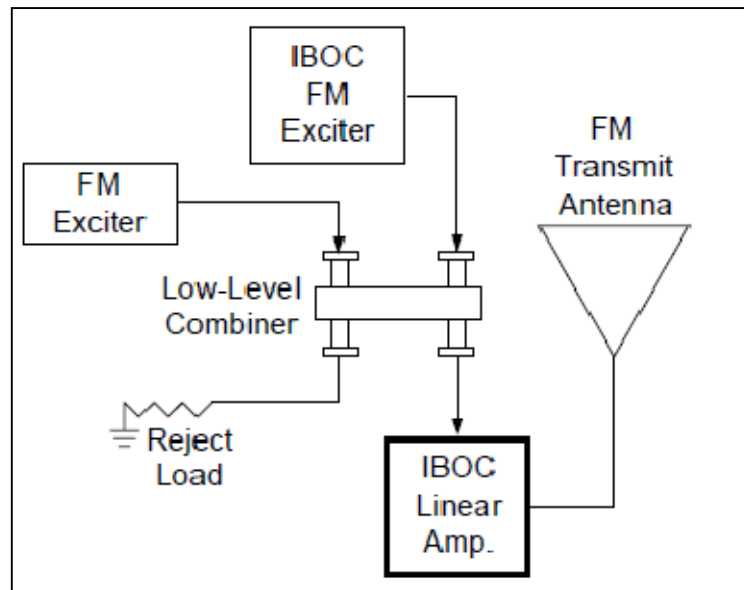 IBOC
FM
Exciter
FM
Transmit
Antenna
FM
Exciter
Low-Level
Combiner
Reject
Load
IBOC
Linear
Amp.